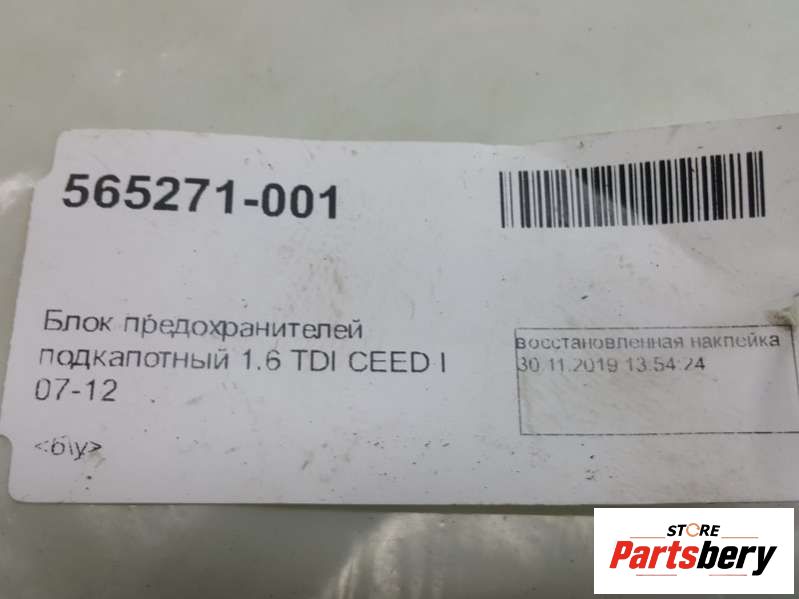 565271-001
Блок предохранителей
подкапотный 1.6 TDI CEED I
07-12
<б/у>
восстановленная наклейка
30.11.2019 13:54:24
STORE
Partsbery